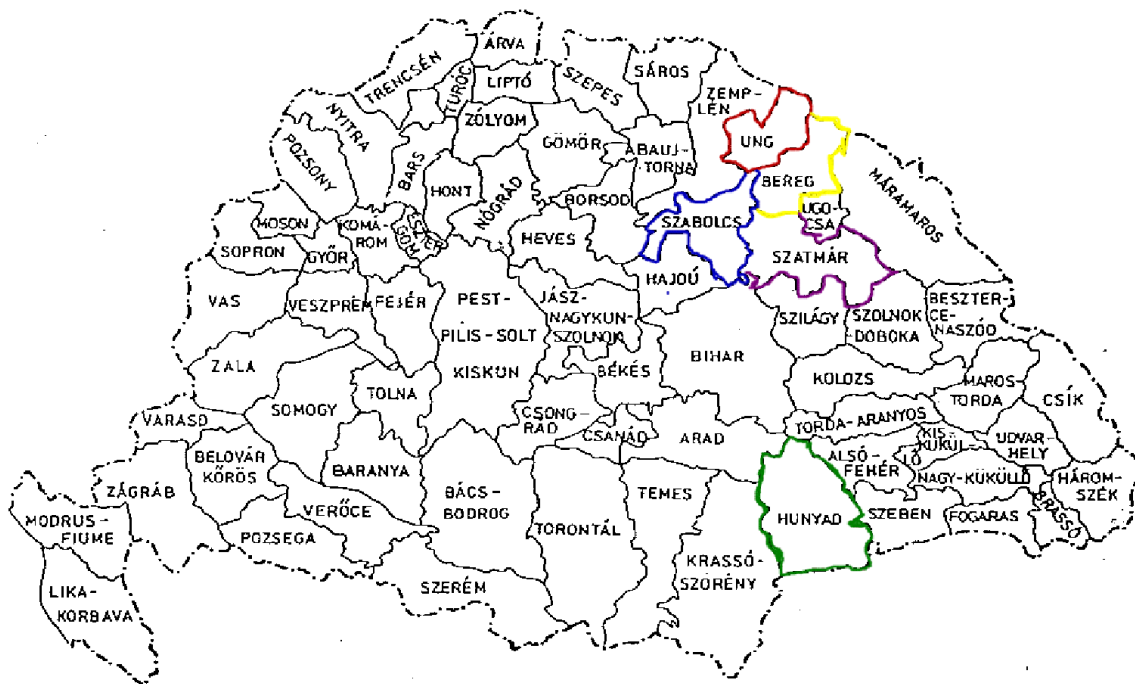 ÁRVA
TRENCSÉN
TURÓC
LIPTÓ
SZEPES
SÁROS
ZEMP-
LÉN
NYITRA
ZÓLYOM
GÖMÖR
UNG
POZSONY
BARS
HONT
NÓGRÁD
ABAUJ-
TORNA
BORSOD
BEREG
UGO-
CSA
MÁRAMAROS
MOSON
SOPRON
GYŐR
KOMÁ-
ROM
ESZTER
GOM
HEVES
SZABOLCS
SZATMÁR
HAJDÚ
VAS
VESZPRÉM
FEJÉR
PEST-
PILIS-SOLT
KISKUN
JÁSZ-
NAGYKUN-
SZOLNOK
SZILÁGY
SZOLNOK
DOBOKA
BESZTER-
CE-
NASZÓD
ZALA
SOMOGY
TOLNA
BÉKÉS
BIHAR
KOLOZS
MAROS-
TORDA
CSÍK
VARASD
CSONG-
RÁD
CSANÁD
ARAD
TORDA-ARANYOS
BELOVÁR
KŐRÖS
BARANYA
ALSÓ-
FEHÉR
KIS-
KÜKÜL-
LŐ
UDVAR-
HELY
ZÁGRÁB
VERŐCE
BÁCS-
BODROG
TORONTÁL
TEMES
HUNYAD
NAGY-KÜKÜLLŐ
HÁROM-
SZÉK
MODRUS-
FIUME
POZSEGA
SZEBEN
FOGARAS
BRASSÓ
LIKA-
KORBAVA
SZERÉM
KRASSÓ-
SZÖRÉNY